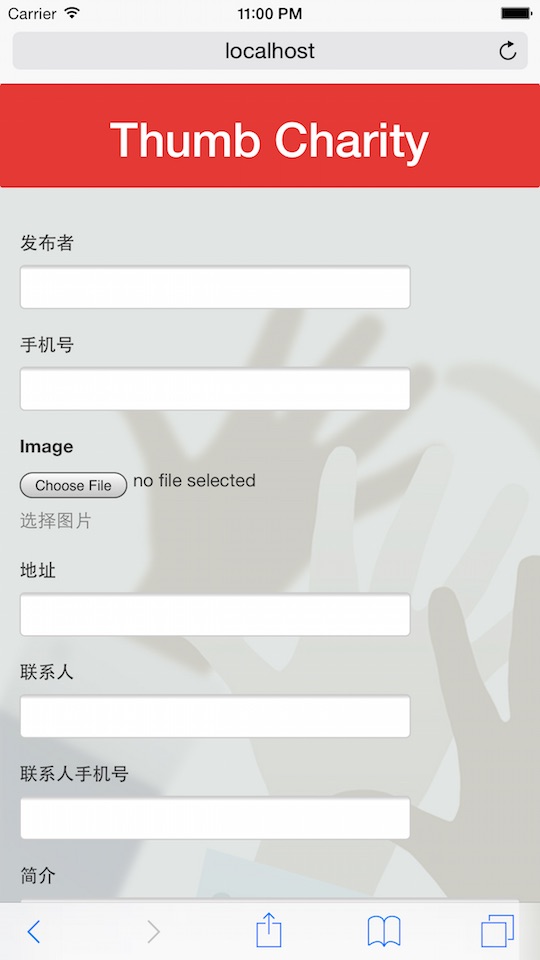 Carrier 11:00 PM
localhost
Thumb Charity
发布者
手机号
Image
Choose File no file selected
选择图片
地址
联系人
联系人手机号
简介